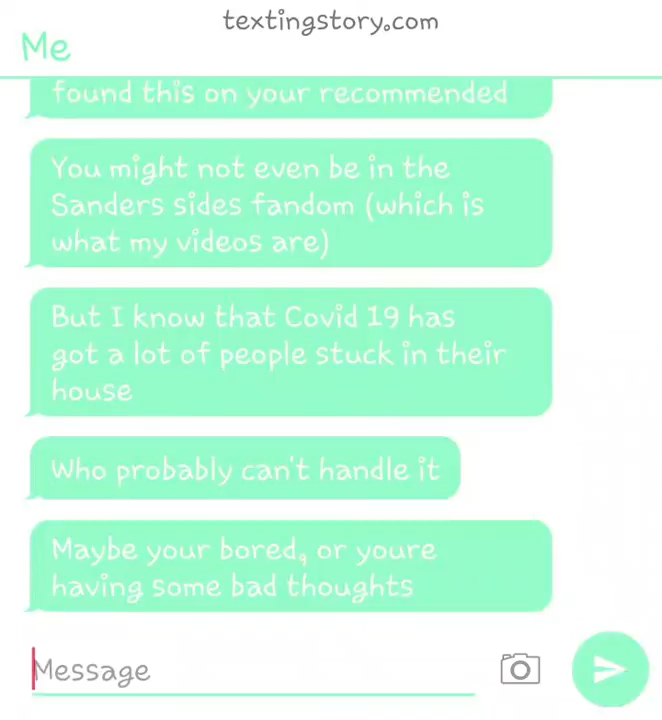 textingstory.com
Me
found this on your recommended
You might not even be in the
Sanders sides fandom (which is
what my videos are)
But I know that Covid 19 has
got a lot of people stuck in their
house
Who probably can't handle it
Maybe your bored, or youre
having some bad thoughts
Message